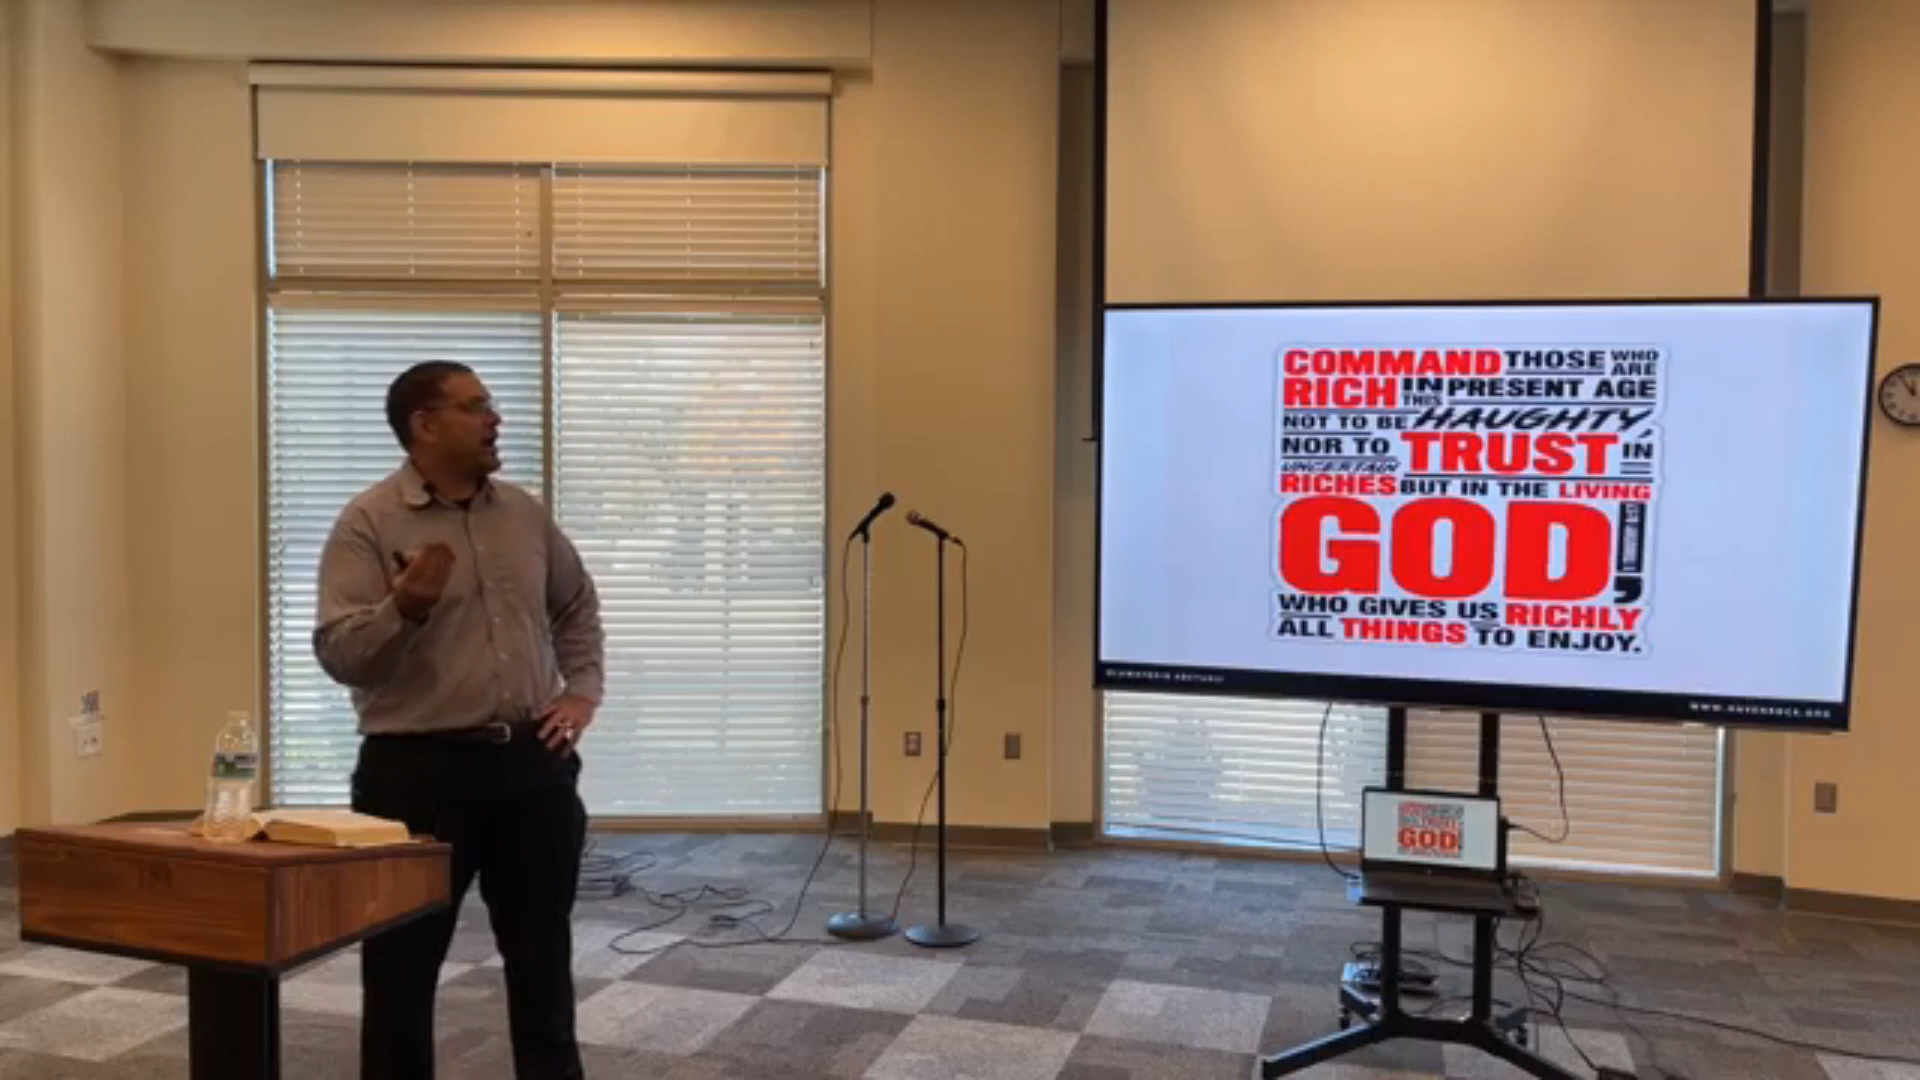 COMMAND THOSE WHO ARE
RICH IN THIS PRESENT AGE
NOT TO BE HAUGHTY,
NOR TO TRUST IN
UNCERTAIN
RICHES BUT IN THE LIVING
GOD,
WHO GIVES US RICHLY
ALL THINGS TO ENJOY.
GOD